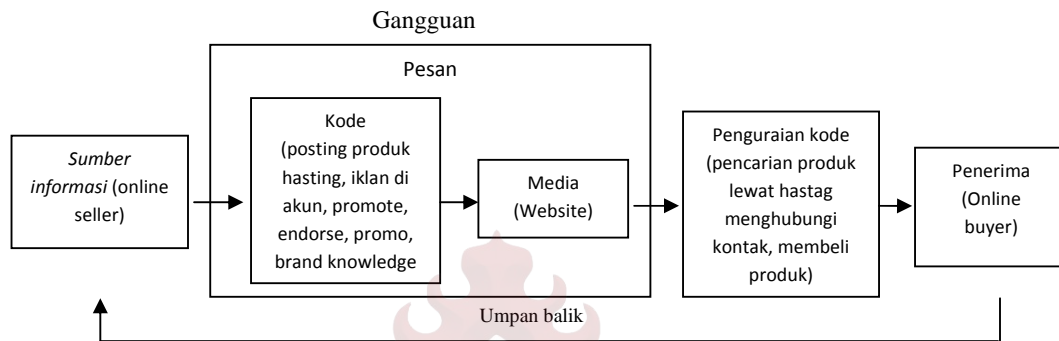 Gangguan
Pesan
Sumber
informasi (online
seller)
Kode
(posting produk
hasting, iklan di
akun, promote,
endorse, promo,
brand knowledge
Media
(Website)
Penguraian kode
(pencarian produk
lewat hastag
menghubungi
kontak, membeli
produk)
Penerima
(Online
buyer)
Umpan balik